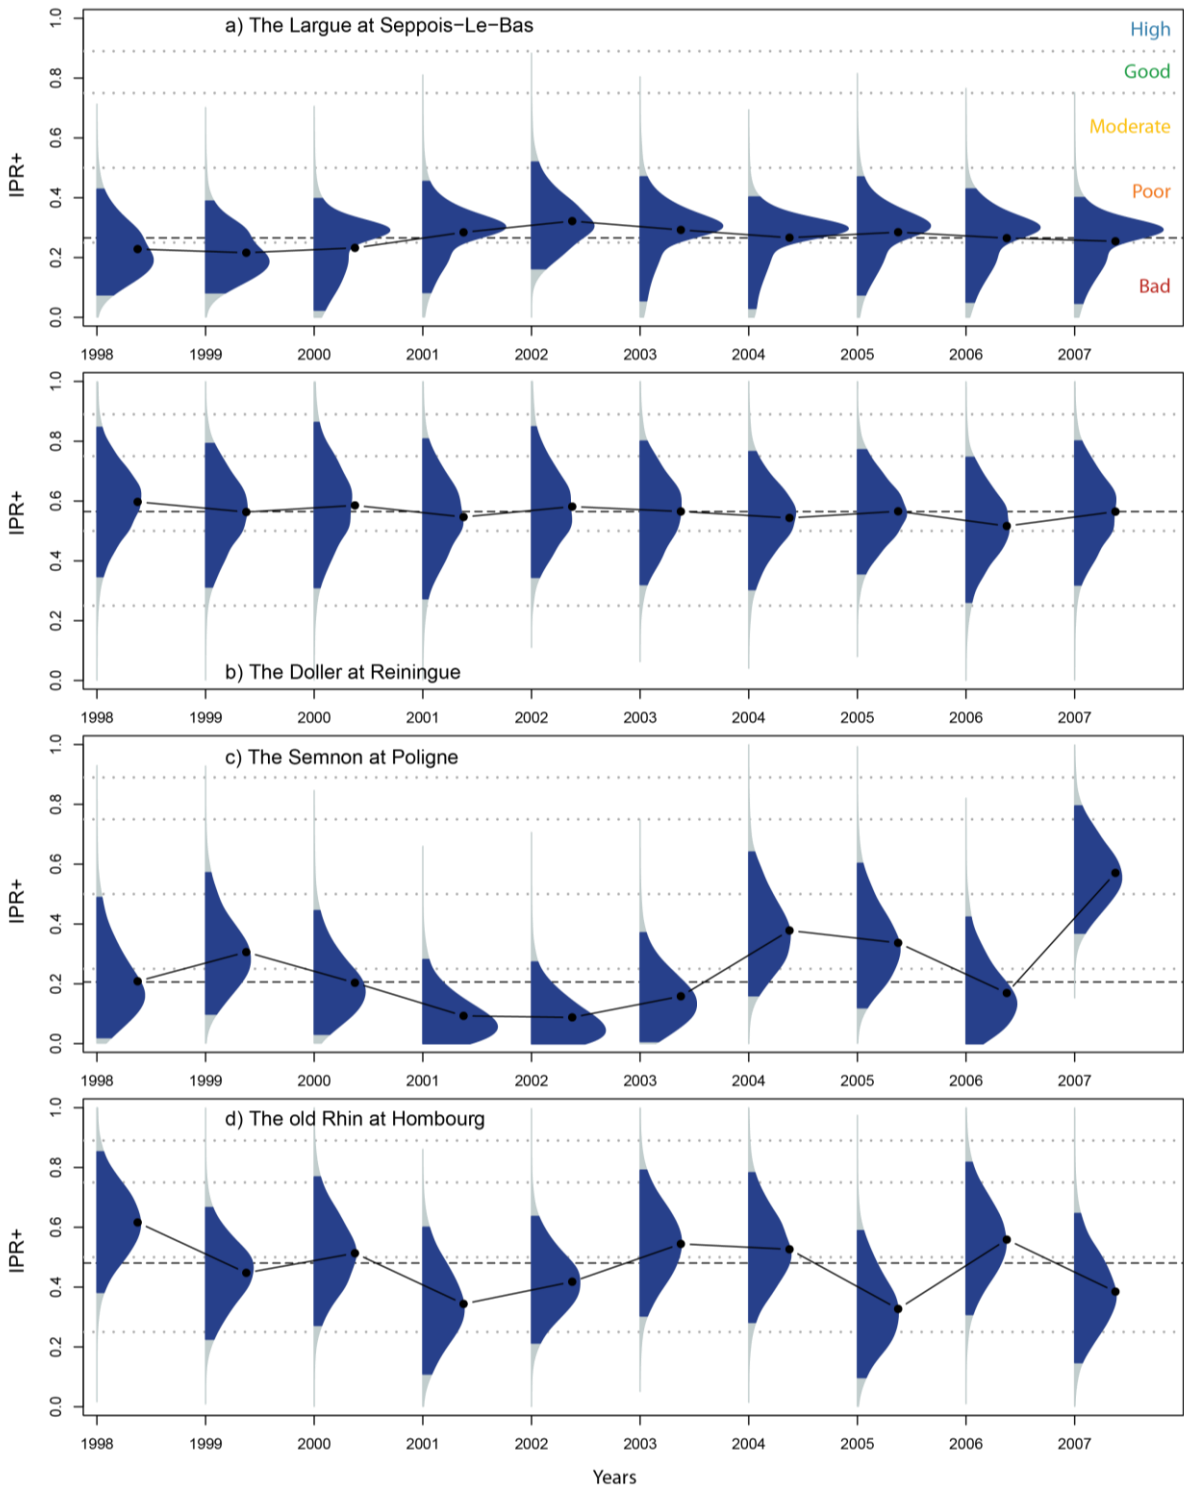 a) The Largue at Seppois−Le−Bas
High
Good
Moderate
Poor
Bad
IPR+
1.0
0.8
0.6
0.4
0.2
0.0
1998 1999 2000 2001 2002 2003 2004 2005 2006 2007
IPR+
1.0
0.8
0.6
0.4
0.2
0.0
b) The Doller at Reiningue
1998 1999 2000 2001 2002 2003 2004 2005 2006 2007
c) The Semnon at Poligne
IPR+
1.0
0.8
0.6
0.4
0.2
0.0
1998 1999 2000 2001 2002 2003 2004 2005 2006 2007
d) The old Rhin at Hombourg
IPR+
1.0
0.8
0.6
0.4
0.2
0.0
1998 1999 2000 2001 2002 2003 2004 2005 2006 2007
Years